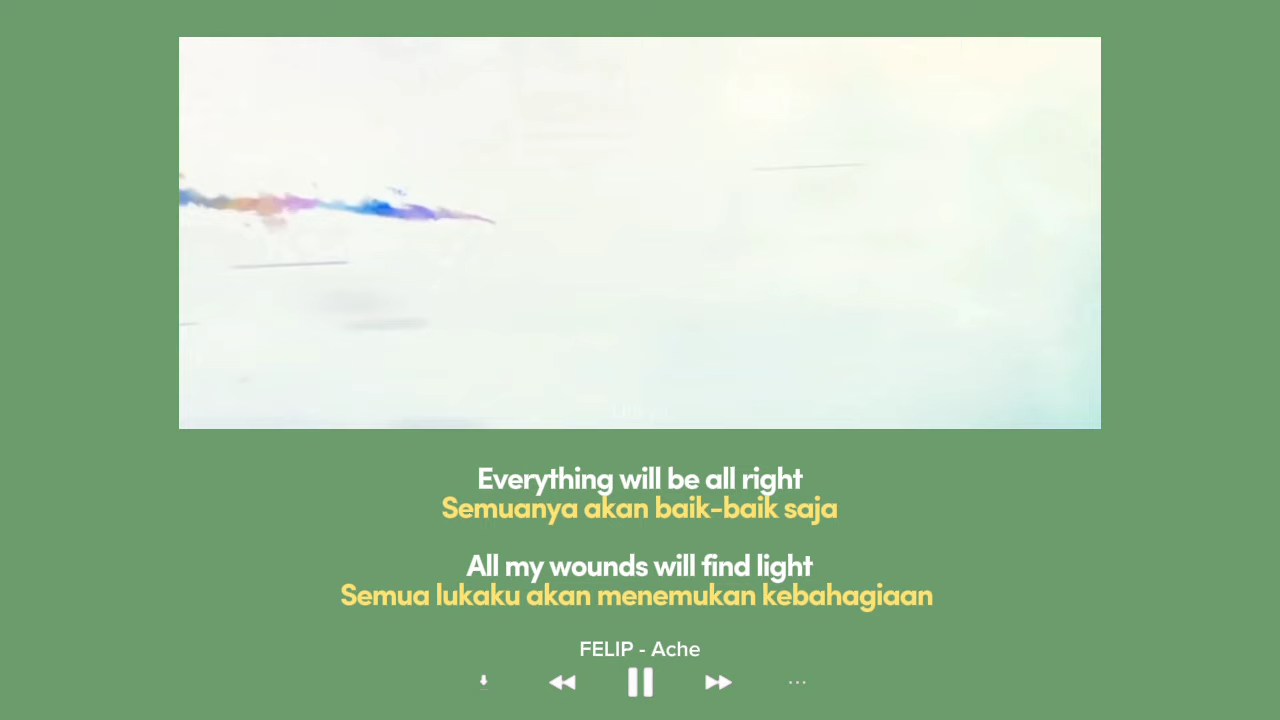 Everything will be all right
Semuanya akan baik-baik saja
All my wounds will find light
Semua lukaku akan menemukan kebahagiaan
FELIP - Ache